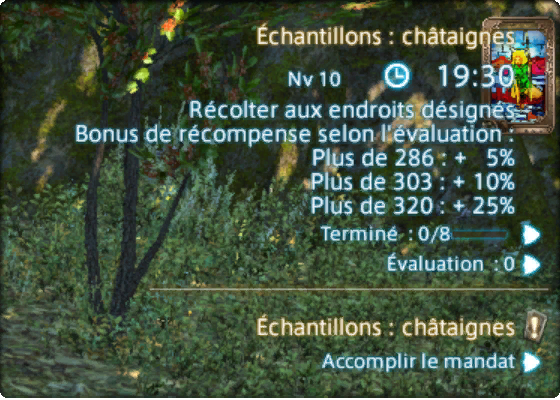 Échantillons : châtaignes
Nv 10 19:30
Récolter aux endroits désignés.
Bonus de récompense selon l'évaluation :
Plus de 286 : + 5%
Plus de 303 : + 10%
Plus de 320 : + 25%
Terminé : 0/8
Évaluation : 0
Échantillons : châtaignes
Accomplir le mandat